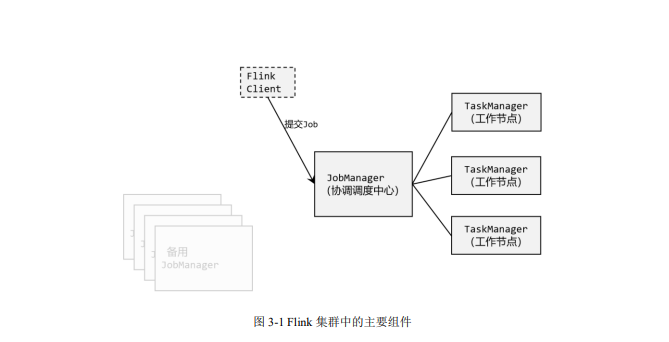 Flink
Client
提交Job
TaskManager
(工作节点)
JobManager
(协调调度中心)
TaskManager
(工作节点)
TaskManager
(工作节点)
备用
JobManager
图 3-1 Flink 集群中的主要组件